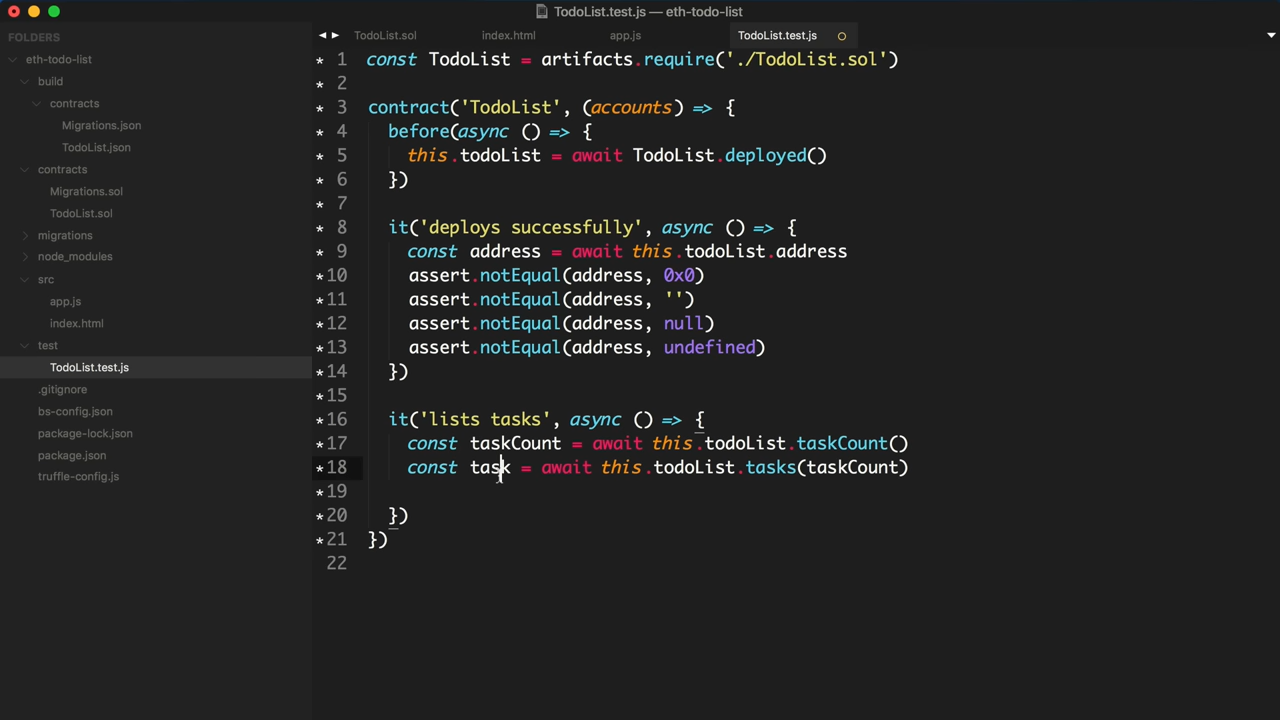 TodoList.test.js — eth-todo-list
FOLDERS
eth-todo-list
build
contracts
Migrations.json
TodoList.json
contracts
Migrations.sol
TodoList.sol
migrations
node_modules
src
app.js
index.html
test
TodoList.test.js
.gitignore
bs-config.json
package-lock.json
package.json
truffle-config.js
TodoList.sol index.html app.js TodoList.test.js
* 1 const TodoList = artifacts.require('./TodoList.sol')
* 2
* 3 contract('TodoList', (accounts) => {
* 4 before(async () => {
* 5 this.todoList = await TodoList.deployed()
* 6 })
* 7
* 8 it('deploys successfully', async () => {
* 9 const address = await this.todoList.address
*10 assert.notEqual(address, 0x0)
*11 assert.notEqual(address, '')
*12 assert.notEqual(address, null)
*13 assert.notEqual(address, undefined)
*14 })
*15
*16 it('lists tasks', async () => {
*17 const taskCount = await this.todoList.taskCount()
*18 const task = await this.todoList.tasks(taskCount)
*19
*20 })
*21 })
22